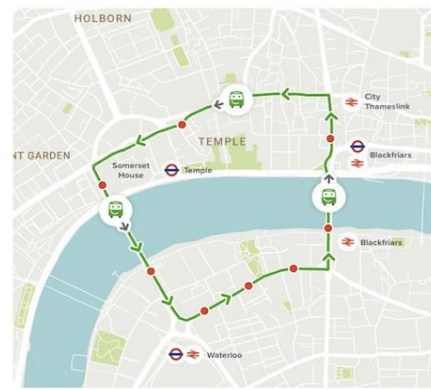 HOLBORN
City
Thameslink
TEMPLE
Blackfriars
NT GARDEN
Somerset
House
Temple
Blackfriars
Waterloo